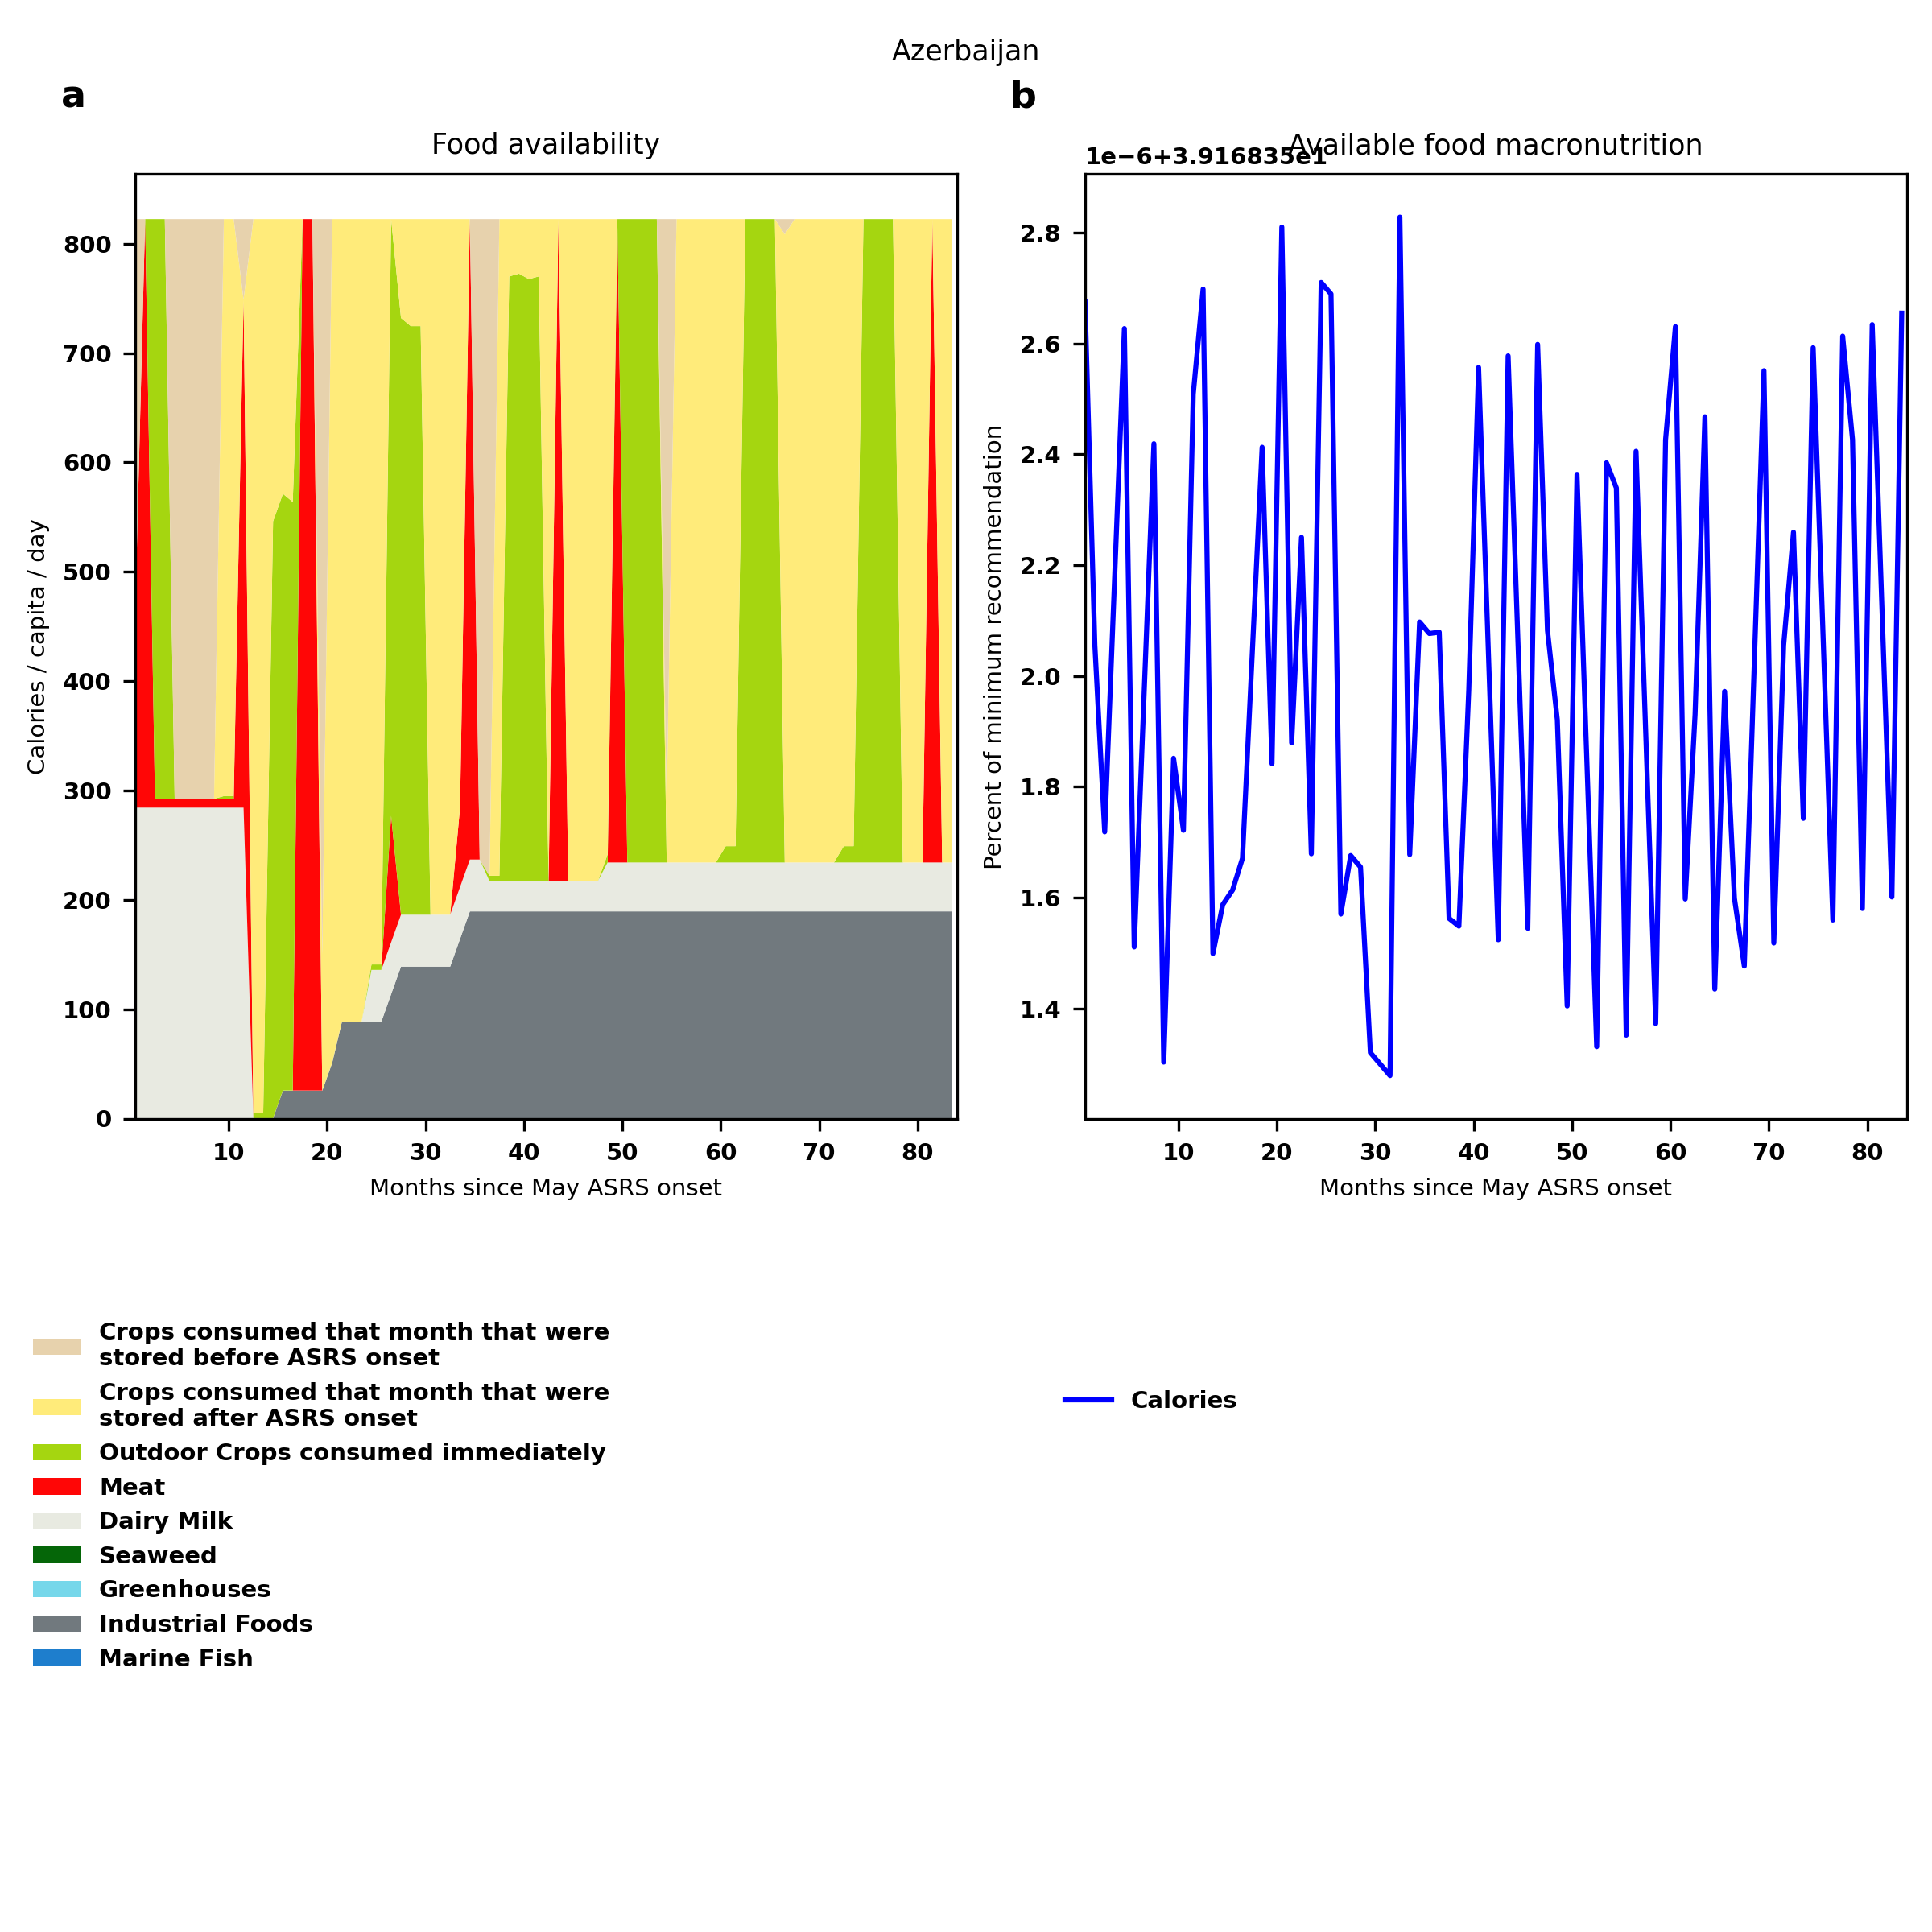 Azerbaijan
a
b
Food availability
Available food macronutrition
1e−6+3.916835e1
Calories / capita / day
800
700
600
500
400
300
200
100
0
10 20 30 40 50 60 70 80
Months since May ASRS onset
Percent of minimum recommendation
2.8
2.6
2.4
2.2
2.0
1.8
1.6
1.4
10 20 30 40 50 60 70 80
Months since May ASRS onset
Crops consumed that month that were
stored before ASRS onset
Crops consumed that month that were
stored after ASRS onset
Outdoor Crops consumed immediately
Meat
Dairy Milk
Seaweed
Greenhouses
Industrial Foods
Marine Fish
Calories